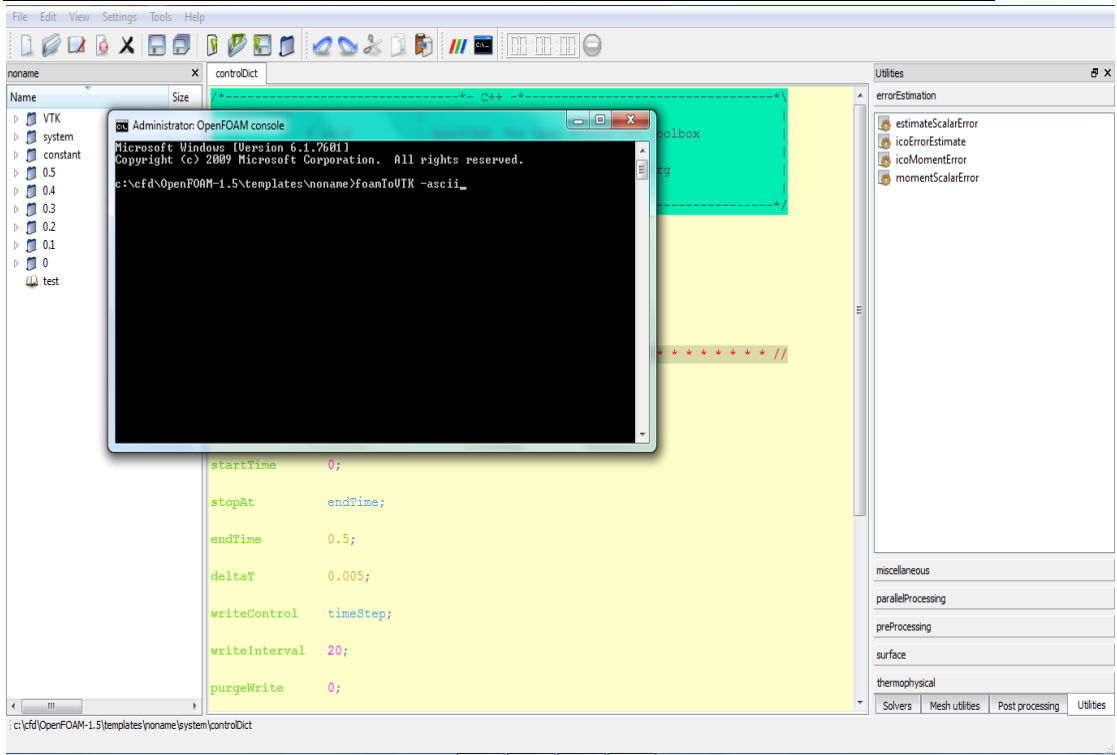 File Edit View Settings Tools Help
noname
controlDict
Utilities
Name Size
VTK
system
constant
0.5
0.4
0.3
0.2
0.1
0
test
/*---------------------------------*- C++ -*-----------------------------------*\
Administrator: OpenFOAM console
Microsoft Windows [Version 6.1.7601]
Copyright (c) 2009 Microsoft Corporation. All rights reserved.
c:\cfd\OpenFOAM-1.5\templates\noname>foamToVTK -ascii_
oolbox
rg
-----------------*/
* * * * * * * * //
startTime 0;
stopAt endTime;
endTime 0.5;
deltaT 0.005;
writeControl timeStep;
writeInterval 20;
purgeWrite 0;
errorEstimation
estimateScalarError
icoErrorEstimate
icoMomentError
momentScalarError
miscellaneous
parallelProcessing
preProcessing
surface
thermophysical
Solvers Mesh utilities Post processing Utilities
c:\cfd\OpenFOAM-1.5\templates\noname\system\controlDict